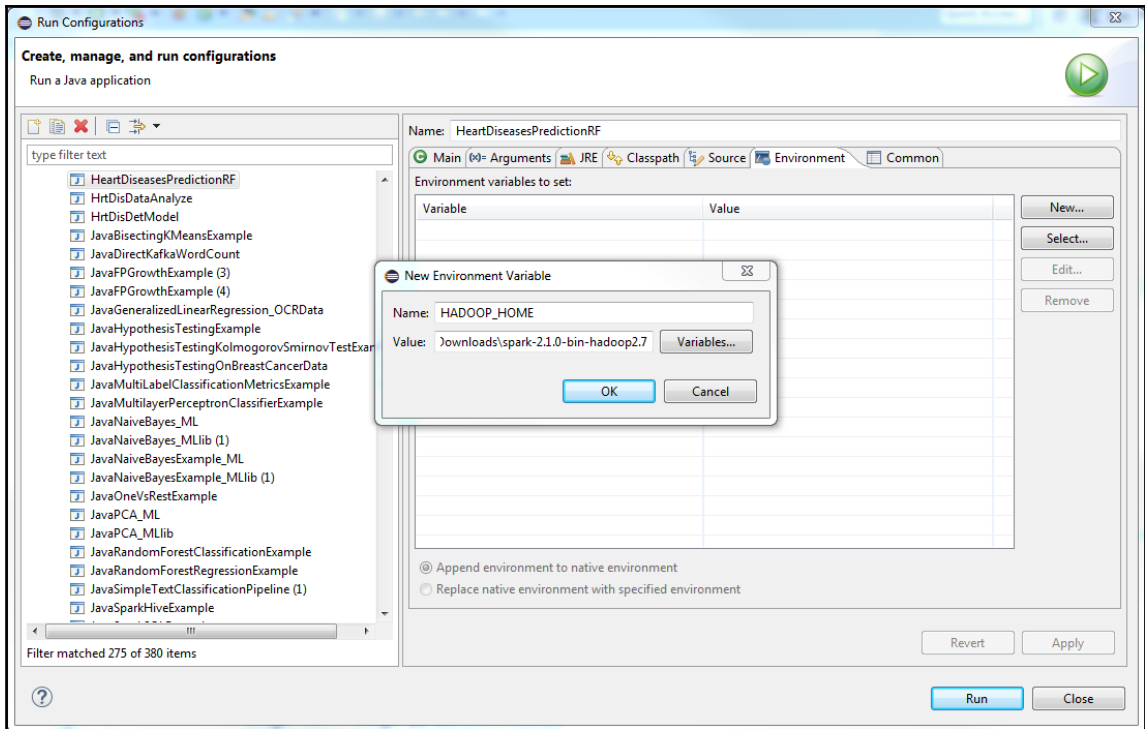 Run Configurations
Create, manage, and run configurations
Run a Java application
type filter text
HeartDiseasesPredictionRF
HrtDisDataAnalyze
HrtDisDetModel
JavaBisectingKMeansExample
JavaDirectKafkaWordCount
JavaFPGrowthExample (3)
JavaFPGrowthExample (4)
JavaGeneralizedLinearRegression_OCRData
JavaHypothesisTestingExample
JavaHypothesisTestingKolmogorovSmirnovTestExar
JavaHypothesisTestingOnBreastCancerData
JavaMultiLabelClassificationMetricsExample
JavaMultilayerPerceptronClassifierExample
JavaNaiveBayes_ML
JavaNaiveBayes_MLlib (1)
JavaNaiveBayesExample_ML
JavaNaiveBayesExample_MLlib (1)
JavaOneVsRestExample
JavaPCA_ML
JavaPCA_MLlib
JavaRandomForestClassificationExample
JavaRandomForestRegressionExample
JavaSimpleTextClassificationPipeline (1)
JavaSparkHiveExample
Filter matched 275 of 380 items
Name: HeartDiseasesPredictionRF
Main (x)= Arguments JRE Classpath Source Environment Common
Environment variables to set:
Variable Value
New...
Select...
Edit...
Remove
New Environment Variable
Name: HADOOP_HOME
Value: Downloads\spark-2.1.0-bin-hadoop2.7 Variables...
OK Cancel
Append environment to native environment
Replace native environment with specified environment
Revert Apply
Run Close